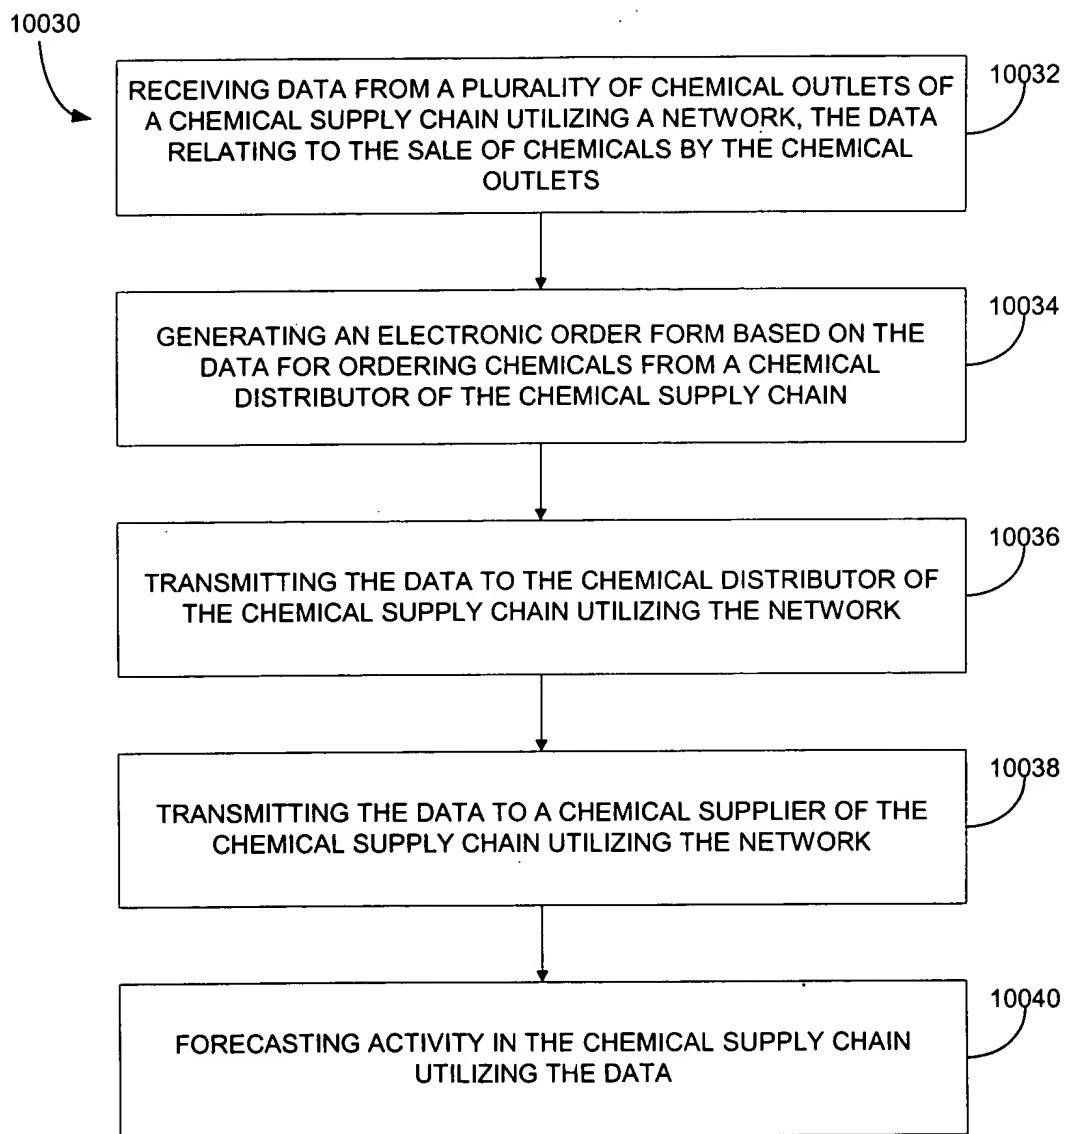 10030
10032
RECEIVING DATA FROM A PLURALITY OF CHEMICAL OUTLETS OF
A CHEMICAL SUPPLY CHAIN UTILIZING A NETWORK, THE DATA
RELATING TO THE SALE OF CHEMICALS BY THE CHEMICAL
OUTLETS
10034
GENERATING AN ELECTRONIC ORDER FORM BASED ON THE
DATA FOR ORDERING CHEMICALS FROM A CHEMICAL
DISTRIBUTOR OF THE CHEMICAL SUPPLY CHAIN
10036
TRANSMITTING THE DATA TO THE CHEMICAL DISTRIBUTOR OF
THE CHEMICAL SUPPLY CHAIN UTILIZING THE NETWORK
10038
TRANSMITTING THE DATA TO A CHEMICAL SUPPLIER OF THE
CHEMICAL SUPPLY CHAIN UTILIZING THE NETWORK
10040
FORECASTING ACTIVITY IN THE CHEMICAL SUPPLY CHAIN
UTILIZING THE DATA